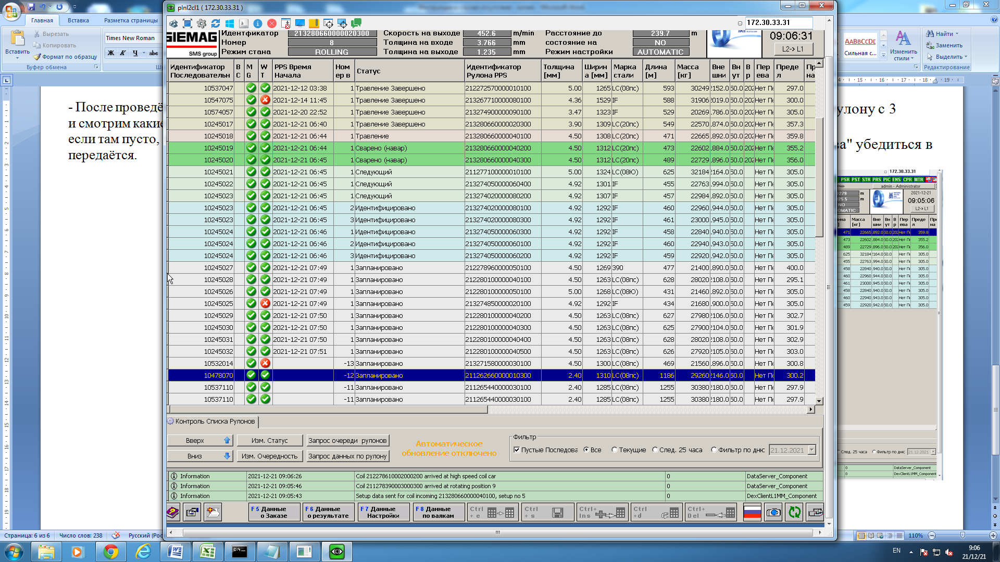 plnl2cl1 ( 172.30.33.31 )
Главная
Вставка
Разметка страницы
Вставить
Вырезать
Копировать
Формат по образцу
Буфер обмена
Times New Roman
Ж К Ч abc
172.30.33.31
SIEMAG
SMS group
Идентфикатор 213280660000020300 Скорость на выходе 452.6 m/min Расстояние до 239.7 m
Номер 8 Толщина на входе 3.766 mm состояние на NO
Режим стана ROLLING Толщина на выходе 1.235 mm Режим настройки AUTOMATIC
09:06:31
L2-> L1
AABBCCDE
Сильная с...
Изменить стили
Найти
Заменить
Выделить
Редактирование
Идентификатор Последовательн В С M G W T PPS Время Начала Ном ер в Статус Идентификатор Рулона PPS Толщина [мм] Ширин а [мм] Марка стали Длина [м] Масса [кг] Вне шни Вн ут В р Пер ева Преде л Пр на
10537047 2021-12-12 03:38 1 Травление Завершено 212272570000010100 5.00 1265 LC(08пс) 593 30249 2152.0 50.0 202 Нет П 297.0
10547075 2021-12-14 11:45 1 Травление Завершено 213267710000080100 4.36 1529 IF 588 31906 2019.0 50.0 202 Нет П 300.0
10574057 2021-12-20 22:52 1 Травление Завершено 213274900000090100 3.47 1323 IF 529 20269 .786.0 50.0 202 Нет П 305.0
10245017 2021-12-21 06:40 1 Травление Завершено 213280660000020300 3.90 1309 LC(20пс) 549 22570 .874.0 50.0 202 Нет П 357.3
10245018 2021-12-21 06:44 1 Травление 213280660000040100 4.50 1308 LC(20пс) 471 22665 .892.0 50.0 202 Нет П 359.8
10245019 2021-12-21 06:44 1 Сварено (навар) 213280660000040200 4.50 1312 LC(20пс) 473 22602 .884.0 50.0 202 Нет П 355.2
10245020 2021-12-21 06:45 1 Сварено (навар) 213280660000040300 4.50 1312 LC(20пс) 489 22729 .896.0 50.0 Нет П 356.0
10245021 2021-12-21 06:45 1 Следующий 211277100000010100 5.00 1324 LC(08Ю) 625 32184 2164.0 50.0 Нет П 305.0
10245022 2021-12-21 06:45 1 Следующий 213274050000060400 4.92 1301 IF 455 22763 .994.0 50.0 Нет П 305.0
10245023 2021-12-21 06:45 1 Следующий 213274020000080200 4.92 1307 IF 457 22984 .892.0 50.0 Нет П 305.0
10245023 2021-12-21 06:45 2 Идентифицировано 213274020000080100 4.92 1292 IF 460 22960 .944.0 50.0 Нет П 305.0
10245023 2021-12-21 06:45 3 Идентифицировано 213274020000080300 4.92 1292 IF 461 23000 .945.0 50.0 Нет П 305.0
10245024 2021-12-21 06:46 1 Идентифицировано 213274050000060300 4.92 1292 IF 458 22840 .940.0 50.0 Нет П 305.0
10245024 2021-12-21 06:46 2 Идентифицировано 213274050000060100 4.92 1292 IF 460 22940 .943.0 50.0 Нет П 305.0
10245024 2021-12-21 06:46 3 Идентифицировано 213274050000060200 4.92 1292 IF 459 22920 .942.0 50.0 Нет П 305.0
10245027 2021-12-21 07:49 1 Запланировано 212278960000050100 4.50 1269 390 477 21400 .890.0 50.0 Нет П 400.0
10245028 2021-12-21 07:49 1 Запланировано 212280100000040100 4.50 1263 LC(08пс) 628 28020 2108.0 50.0 Нет П 295.1
10245026 2021-12-21 07:49 1 Запланировано 212280110000050100 5.00 1268 LC(08Ю) 431 21460 .892.0 50.0 Нет П 305.0
10245025 2021-12-21 07:49 1 Запланировано 213274850000020100 4.92 1292 IF 434 21680 .900.0 50.0 Нет П 305.0
10245029 2021-12-21 07:50 1 Запланировано 212280100000040200 4.50 1263 LC(08пс) 627 27980 2106.0 50.0 Нет П 302.7
10245030 2021-12-21 07:50 1 Запланировано 212280100000040300 4.50 1263 LC(08пс) 625 27900 2104.0 50.0 Нет П 301.9
10245031 2021-12-21 07:50 1 Запланировано 212280100000040400 4.50 1263 LC(08пс) 628 28020 2108.0 50.0 Нет П 302.9
10245032 2021-12-21 07:51 1 Запланировано 212280100000040500 4.50 1263 LC(08пс) 626 27920 2105.0 50.0 Нет П 303.0
10532014 -13 Запланировано 213271580000030100 4.50 1300 LC(08пс) 469 21560 .896.0 50.0 Нет П 300.8
10478070 -12 Запланировано 211262660000010300 2.40 1310 LC(08пс) 1186 29260 2146.0 50.0 Нет П 300.2
10537110 -11 Запланировано 211265440000030100 2.40 1285 LC(08пс) 1255 30380 2180.0 50.0 Нет П 297.9
10537110 -11 Запланировано 211265440000030100 2.40 1285 LC(08пс) 1255 30380 2180.0 50.0 Нет П 297.9
- После проведё
и смотрим какие
если там пусто,
передаётся.
улону с 3
ва" убедиться в
172.30.33.31
PSR PST STR PRS PIC ENS CPR MTR
admin - Administrator
2021-12-21
09:05:06
L2-> L1
Контроль Списка Рулонов
Вверх
Изм. Статус
Запрос очереди рулонов
Вниз
Изм. Очередность
Запрос данных по рулону
Автоматическое
обновление отключено
Фильтр
Пустые Последова Все Текущие След. 25 часа Фильтр по днс 21.12.2021
Information 2021-12-21 09:06:26 Coil 212278610002000200 arrived at high speed coil car 0 DataServer_Component
Information 2021-12-21 09:05:46 Coil 211278390003000300 arrived at rotating position 9 0 DataServer_Component
Information 2021-12-21 09:05:43 Setup data sent for coil incoming 213280660000040100, setup no 5 0 DexClientL1MM_Component
F 5 Данные о Заказе
F 6 Данные о результате
F 7 Данные Настройки
F 8 Данные по валкам
Ctrl + e
Ctrl + s
Ctrl+ Ins
Ctrl +d
Ctrl+ Del
Страница: 6 из 6 Число слов: 238 Русский (Рос
110%
EN
9:06
21/12/21